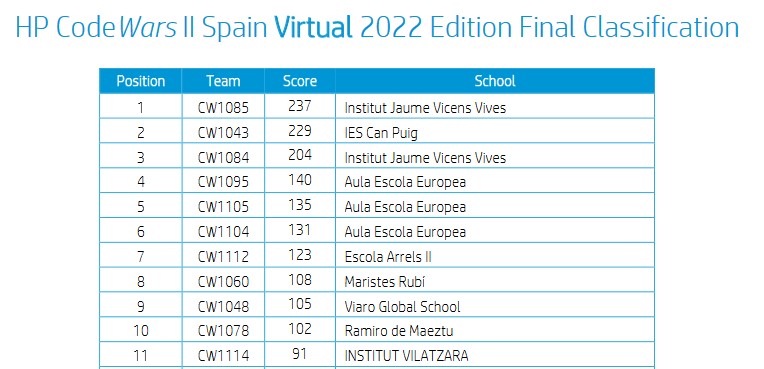 HP CodeWars II Spain Virtual 2022 Edition Final Classification
Position Team Score School
1 CW1085 237 Institut Jaume Vicens Vives
2 CW1043 229 IES Can Puig
3 CW1084 204 Institut Jaume Vicens Vives
4 CW1095 140 Aula Escola Europea
5 CW1105 135 Aula Escola Europea
6 CW1104 131 Aula Escola Europea
7 CW1112 123 Escola Arrels II
8 CW1060 108 Maristes Rubí
9 CW1048 105 Viaro Global School
10 CW1078 102 Ramiro de Maeztu
11 CW1114 91 INSTITUT VILATZARA